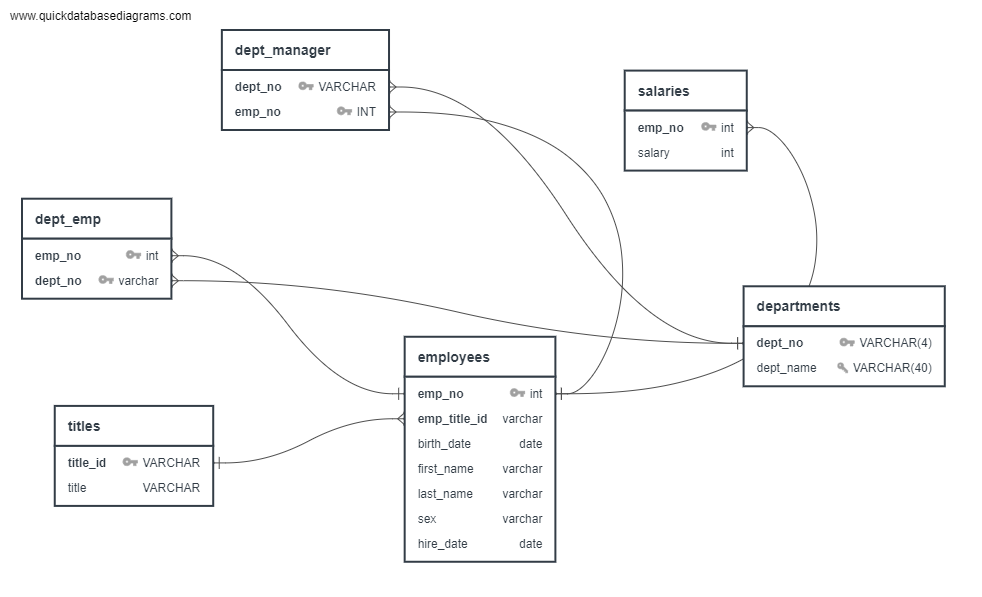 www.quickdatabasediagrams.com
dept_manager
dept_no VARCHAR
emp_no INT
salaries
emp_no int
salary int
dept_emp
emp_no int
dept_no varchar
departments
dept_no VARCHAR(4)
dept_name VARCHAR(40)
employees
emp_no int
emp_title_id varchar
birth_date date
first_name varchar
last_name varchar
sex varchar
hire_date date
titles
title_id VARCHAR
title VARCHAR